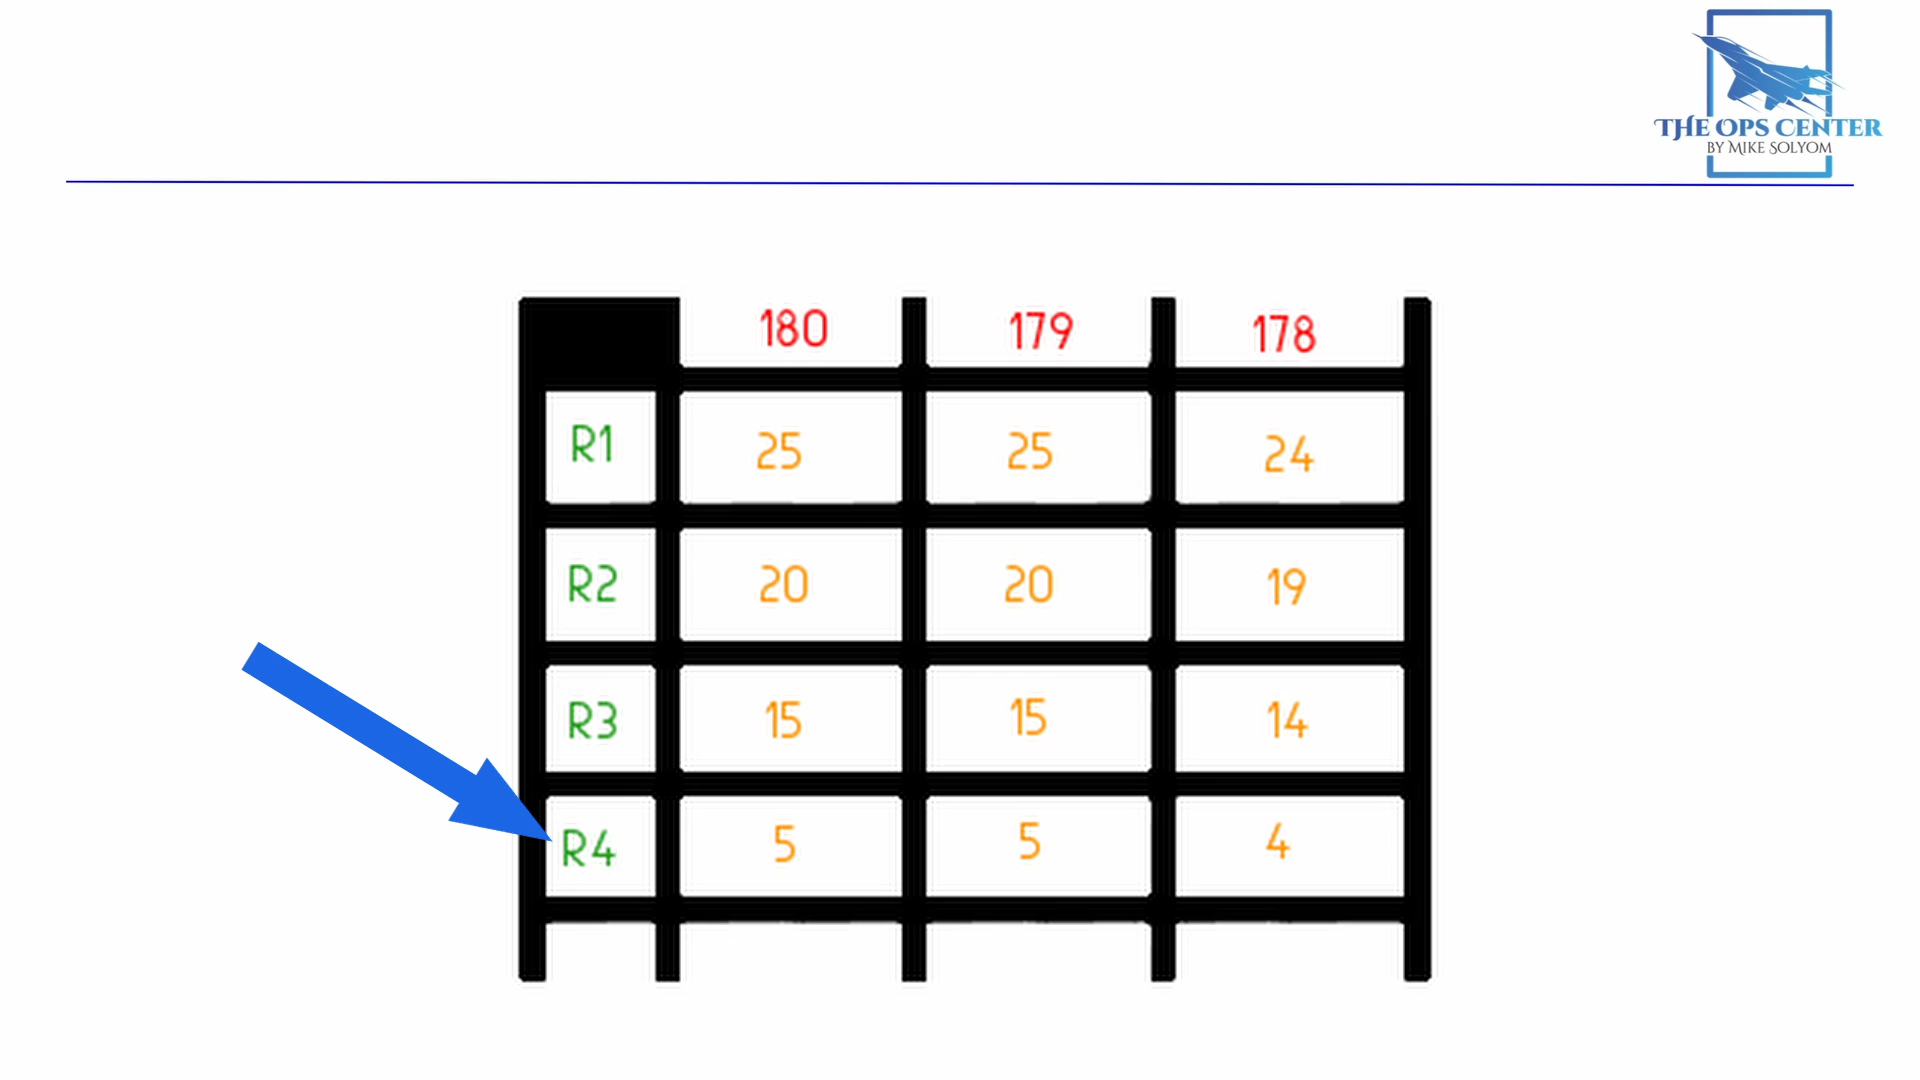 THE OPS CENTER
BY MIKE SOLYOM
180 179 178
R1 25 25 24
R2 20 20 19
R3 15 15 14
R4 5 5 4